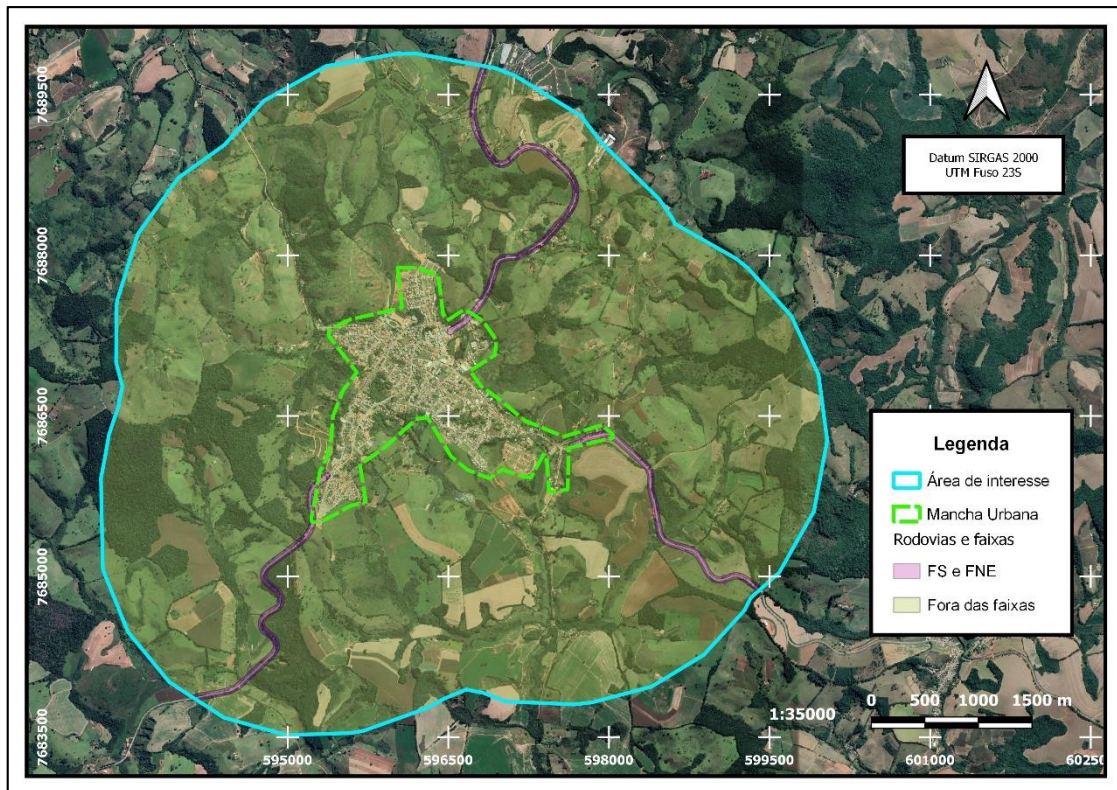 7689500
7688000
7686500
7685000
7683500
Datum SIRGAS 2000
UTM Fuso 23S
Legenda
Área de interesse
Mancha Urbana
Rodovias e faixas
FS e FNE
Fora das faixas
0 500 1000 1500 m
1:35000
595000 596500 598000 599500 601000 60250